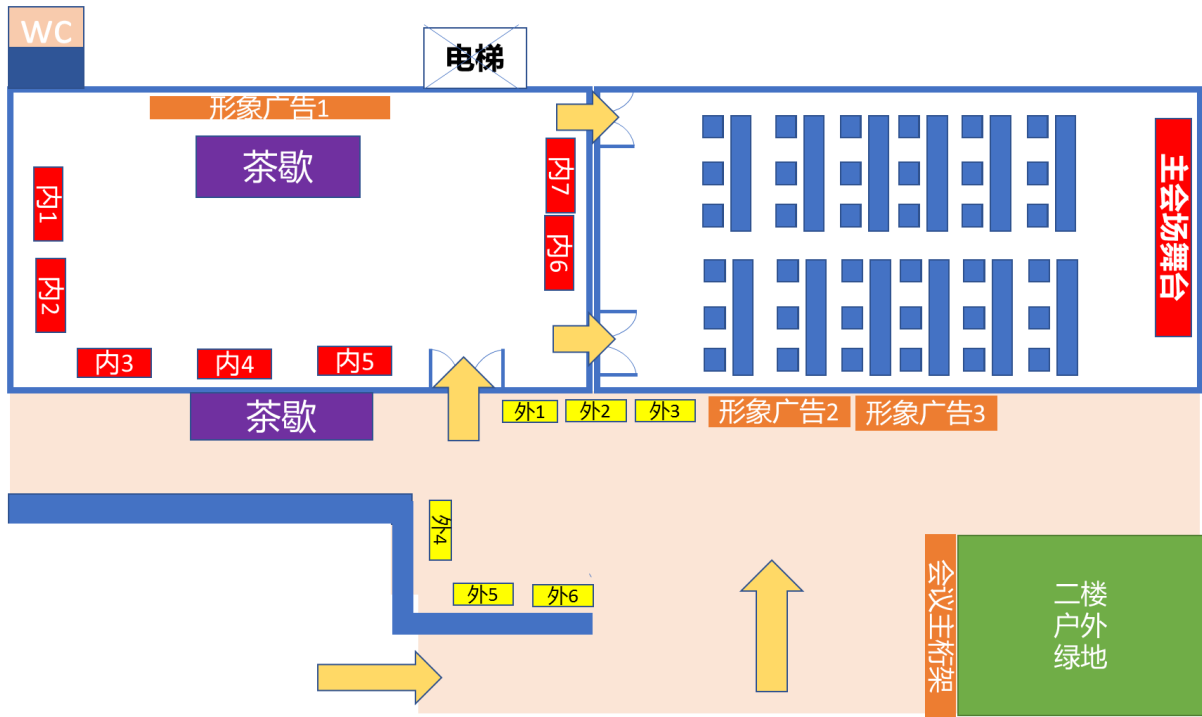 WC
电梯
形象广告1
茶歇
内1
内2
内3
内4
内5
内6
内7
主会场舞台
茶歇
外1
外2
外3
形象广告2
形象广告3
外4
外5
外6
会议主桁架
二楼
户外
绿地